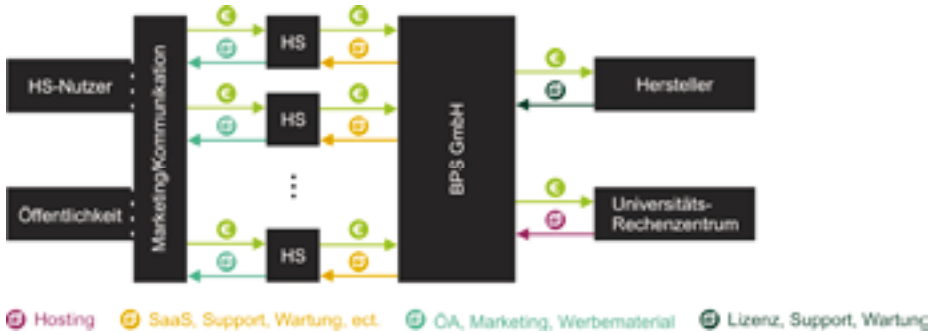 HS-Nutzer
Öffentlichkeit
Marketing/Kommunikation
HS
HS
HS
BPS GmbH
Hersteller
Universitäts-
Rechenzentrum
Hosting
SaaS, Support, Wartung, ect.
ÖA, Marketing, Werbematerial
Lizenz, Support, Wartung